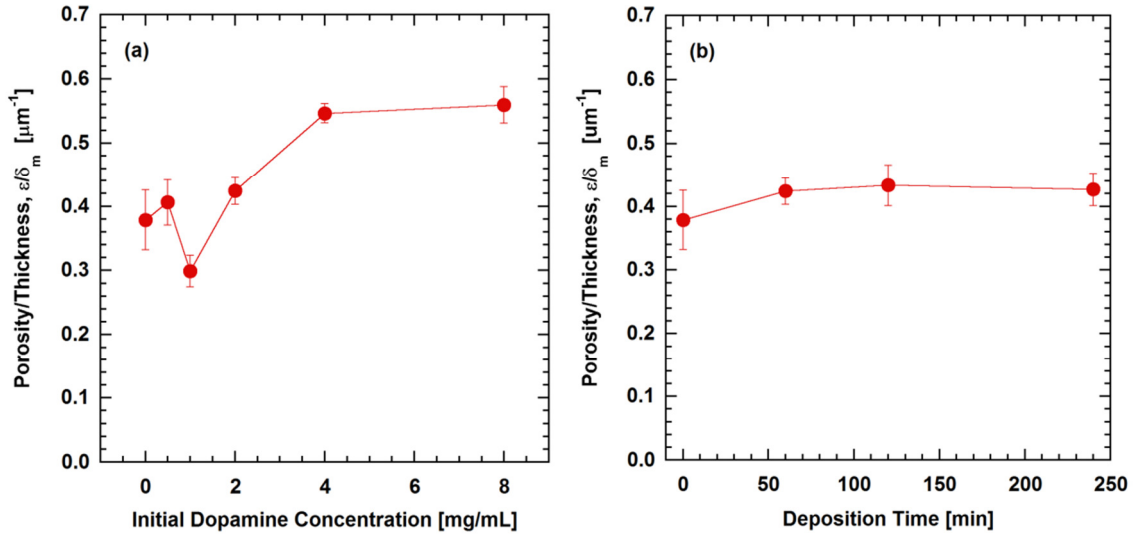 (a)
Porosity/Thickness, ε/δm [μm-1]
0.7
0.6
0.5
0.4
0.3
0.2
0.1
0.0
0 2 4 6 8
Initial Dopamine Concentration [mg/mL]
(b)
Porosity/Thickness, ε/δm [um-1]
0.7
0.6
0.5
0.4
0.3
0.2
0.1
0.0
0 50 100 150 200 250
Deposition Time [min]